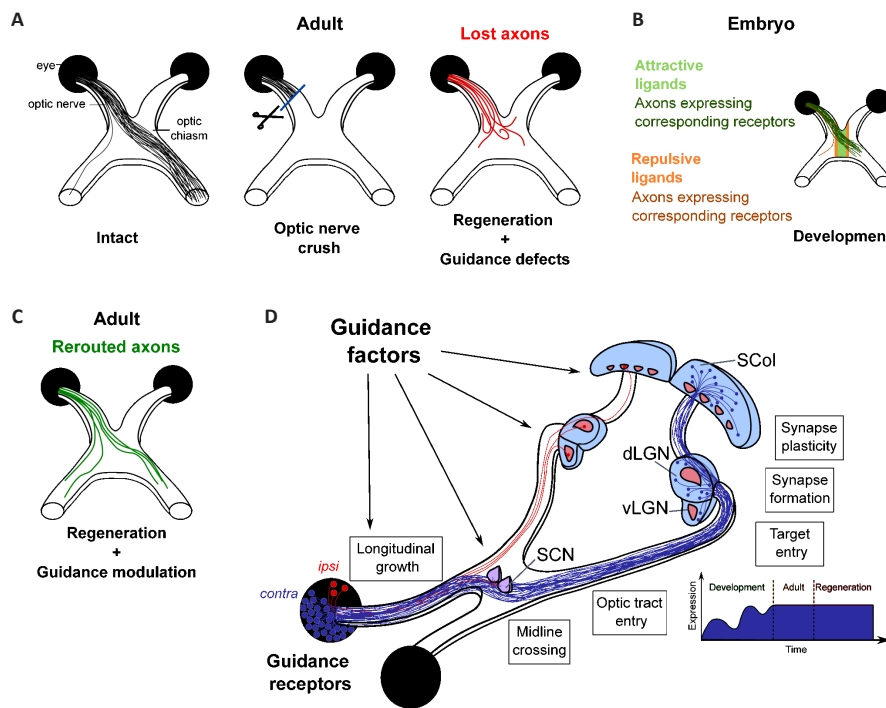 A
Adult
Lost axons
eye
optic nerve
optic
chiasm
Intact
Optic nerve
crush
Regeneration
+
Guidance defects
B
Embryo
Attractive
ligands
Axons expressing
corresponding receptors
Repulsive
ligands
Axons expressing
corresponding receptors
Development
C
Adult
Rerouted axons
Regeneration
+
Guidance modulation
D
Guidance
factors
SCol
Synapse
plasticity
dLGN
Synapse
formation
vLGN
Target
entry
Longitudinal
growth
SCN
ipsi
contra
Optic tract
entry
Midline
crossing
Guidance
receptors
Development
Adult
Regeneration
Expression
Time